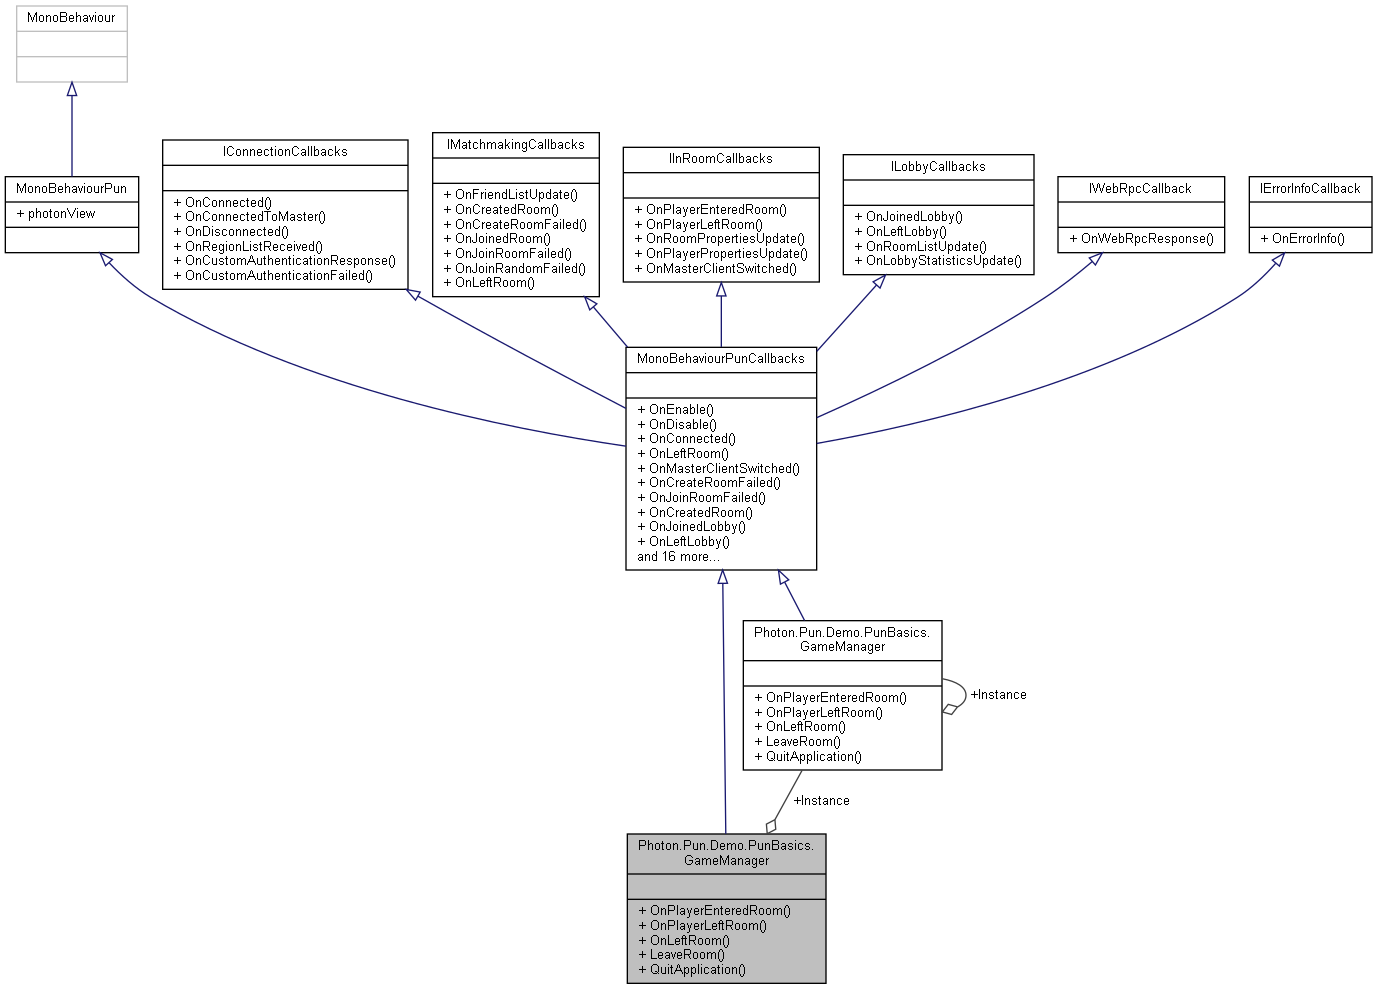 MonoBehaviour
MonoBehaviourPun
+ photonView
IConnectionCallbacks
+ OnConnected()
+ OnConnectedToMaster()
+ OnDisconnected()
+ OnRegionListReceived()
+ OnCustomAuthenticationResponse()
+ OnCustomAuthenticationFailed()
IMatchmakingCallbacks
+ OnFriendListUpdate()
+ OnCreatedRoom()
+ OnCreateRoomFailed()
+ OnJoinedRoom()
+ OnJoinRoomFailed()
+ OnJoinRandomFailed()
+ OnLeftRoom()
IInRoomCallbacks
+ OnPlayerEnteredRoom()
+ OnPlayerLeftRoom()
+ OnRoomPropertiesUpdate()
+ OnPlayerPropertiesUpdate()
+ OnMasterClientSwitched()
ILobbyCallbacks
+ OnJoinedLobby()
+ OnLeftLobby()
+ OnRoomListUpdate()
+ OnLobbyStatisticsUpdate()
IWebRpcCallback
+ OnWebRpcResponse()
IErrorInfoCallback
+ OnErrorInfo()
MonoBehaviourPunCallbacks
+ OnEnable()
+ OnDisable()
+ OnConnected()
+ OnLeftRoom()
+ OnMasterClientSwitched()
+ OnCreateRoomFailed()
+ OnJoinRoomFailed()
+ OnCreatedRoom()
+ OnJoinedLobby()
+ OnLeftLobby()
and 16 more...
Photon.Pun.Demo.PunBasics.
GameManager
+ OnPlayerEnteredRoom()
+ OnPlayerLeftRoom()
+ OnLeftRoom()
+ LeaveRoom()
+ QuitApplication()
+Instance
+Instance
Photon.Pun.Demo.PunBasics.
GameManager
+ OnPlayerEnteredRoom()
+ OnPlayerLeftRoom()
+ OnLeftRoom()
+ LeaveRoom()
+ QuitApplication()